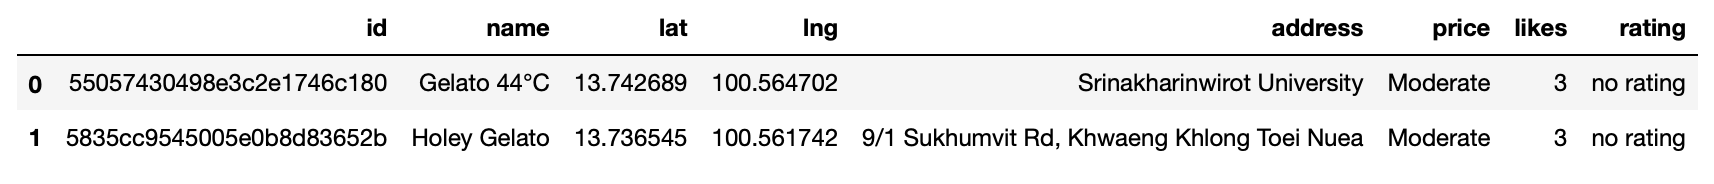 id name lat lng address price likes rating
0 55057430498e3c2e1746c180 Gelato 44°C 13.742689 100.564702 Srinakharinwirot University Moderate 3 no rating
1 5835cc9545005e0b8d83652b Holey Gelato 13.736545 100.561742 9/1 Sukhumvit Rd, Khwaeng Khlong Toei Nuea Moderate 3 no rating